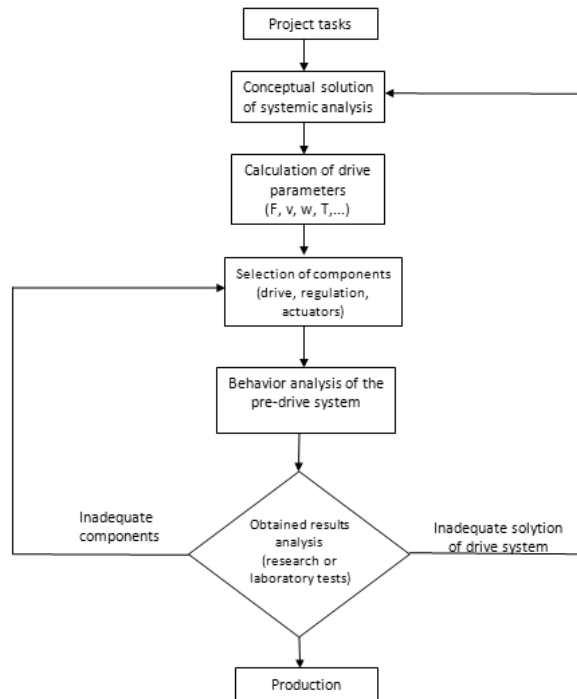 Project tasks
Conceptual solution
of systemic analysis
Calculation of drive
parameters
(F, v, w, T,...)
Selection of components
(drive, regulation,
actuators)
Behavior analysis of the
pre-drive system
Inadequate
components
Obtained results
analysis
(research or
laboratory tests)
Inadequate solytion
of drive system
Production